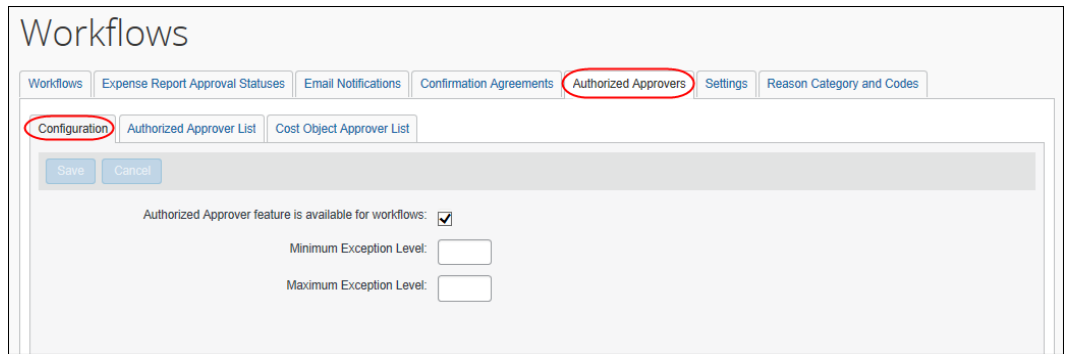 Workflows
Workflows Expense Report Approval Statuses Email Notifications Confirmation Agreements Authorized Approvers Settings Reason Category and Codes
Configuration Authorized Approver List Cost Object Approver List
Save Cancel
Authorized Approver feature is available for workflows:
Minimum Exception Level:
Maximum Exception Level: